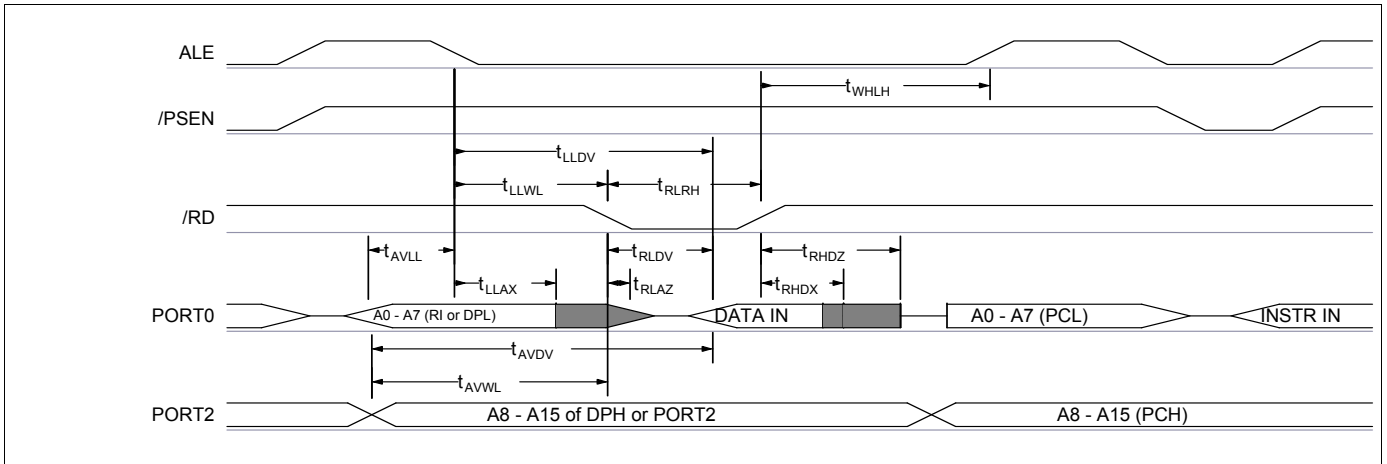 ALE
tWHLH
/PSEN
tLLDV
tLLWL
tRLRH
/RD
tAVLL
tRLDV
tRHDZ
tLLAX
tRLAZ
tRHDX
PORT0
A0 - A7 (RI or DPL)
DATA IN
A0 - A7 (PCL)
INSTR IN
tAVDV
tAVWL
PORT2
A8 - A15 of DPH or PORT2
A8 - A15 (PCH)